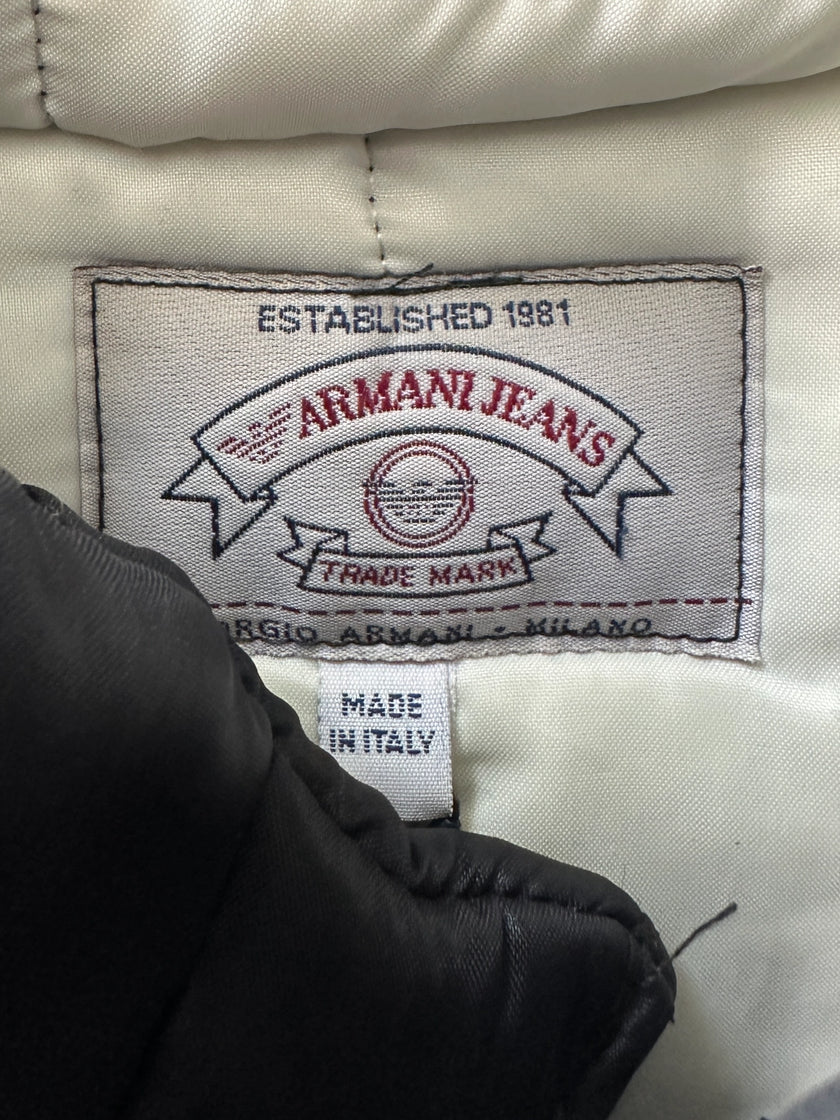 ESTABLISHED 1981
ARMANI JEANS
TRADE MARK
ARMANI - MILANO
MADE
IN ITALY